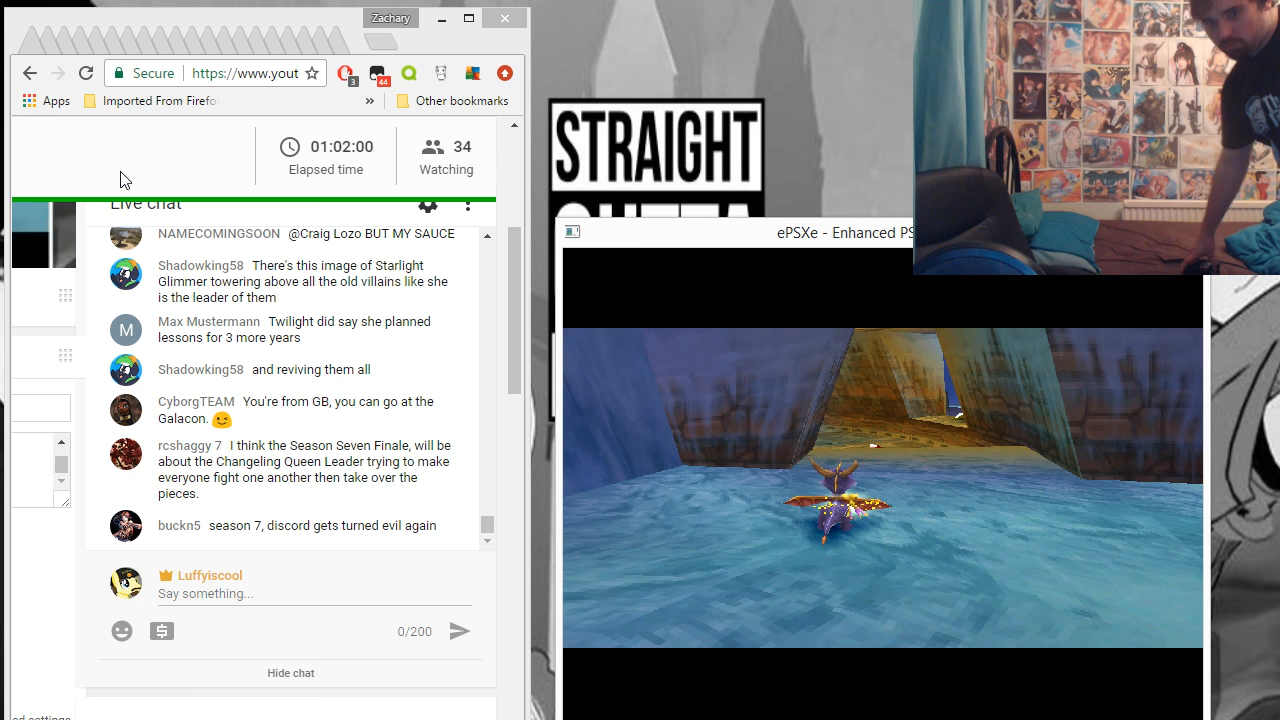 Zachary
Secure
https://www.yout
3
44
Apps
Imported From Firefo
»
Other bookmarks
01:02:00
Elapsed time
34
Watching
Live chat
NAMECOMINGSOON @Craig Lozo BUT MY SAUCE
Shadowking58 There's this image of Starlight
Glimmer towering above all the old villains like she
is the leader of them
M
Max Mustermann Twilight did say she planned
lessons for 3 more years
Shadowking58 and reviving them all
CyborgTEAM You're from GB, you can go at the
Galacon.
rcshaggy 7 I think the Season Seven Finale, will be
about the Changeling Queen Leader trying to make
everyone fight one another then take over the
pieces.
buckn5 season 7, discord gets turned evil again
Luffyiscool
Say something...
0/200
Hide chat
ed settings
STRAIGHT
OUTTA
ePSXe - Enhanced PS